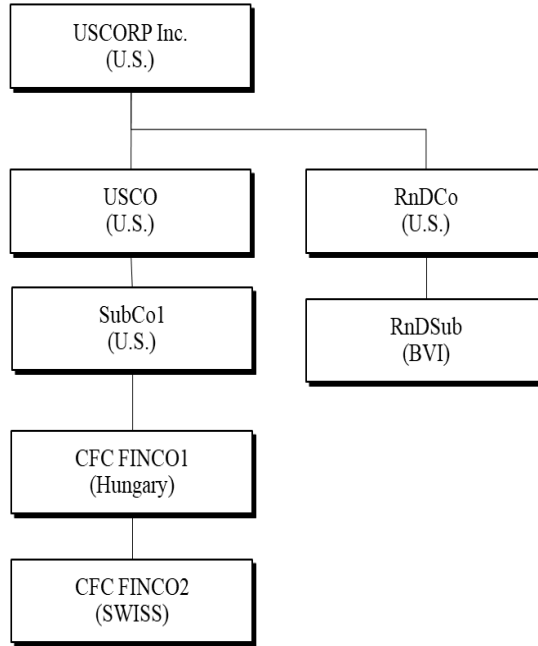 USCORP Inc.
(U.S.)
USCO
(U.S.)
RnDCo
(U.S.)
SubCo1
(U.S.)
RnDSub
(BVI)
CFC FINCO1
(Hungary)
CFC FINCO2
(SWISS)